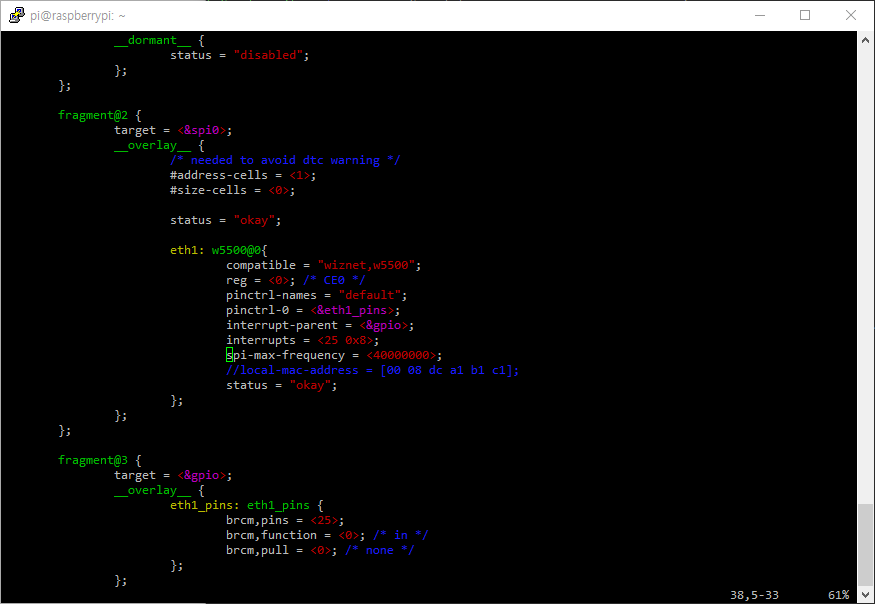 pi@raspberrypi: ~
__dormant__ {
status = "disabled";
};
};
fragment@2 {
target = <&spi0>;
__overlay__ {
/* needed to avoid dtc warning */
#address-cells = <1>;
#size-cells = <0>;
status = "okay";
eth1: w5500@0{
compatible = "wiznet,w5500";
reg = <0>; /* CE0 */
pinctrl-names = "default";
pinctrl-0 = <&eth1_pins>;
interrupt-parent = <&gpio>;
interrupts = <25 0x8>;
spi-max-frequency = <40000000>;
//local-mac-address = [00 08 dc a1 b1 c1];
status = "okay";
};
};
};
fragment@3 {
target = <&gpio>;
__overlay__ {
eth1_pins: eth1_pins {
brcm,pins = <25>;
brcm,function = <0>; /* in */
brcm,pull = <0>; /* none */
};
};
38,5-33 61%